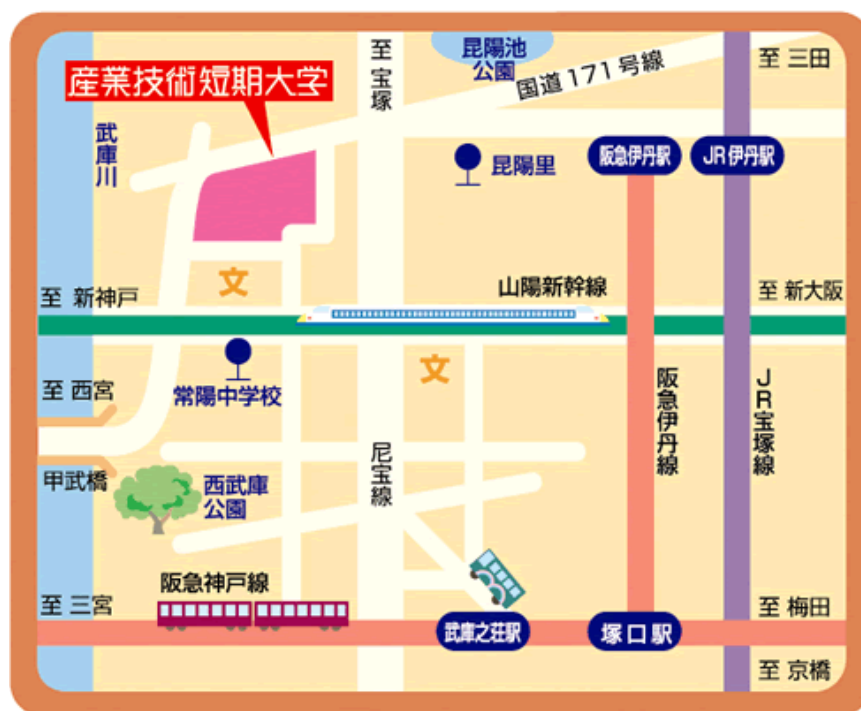 産業技術短期大学
至宝塚
昆陽池
公園
国道171号線
至 三田
武庫川
昆陽里
阪急伊丹駅
JR伊丹駅
文
至 新神戸
山陽新幹線
至 新大阪
至 西宮
常陽中学校
文
阪急伊丹線
JR宝塚線
甲武橋
西武庫
公園
尼宝線
阪急神戸線
至 三宮
武庫之荘駅
塚口駅
至 梅田
至 京橋